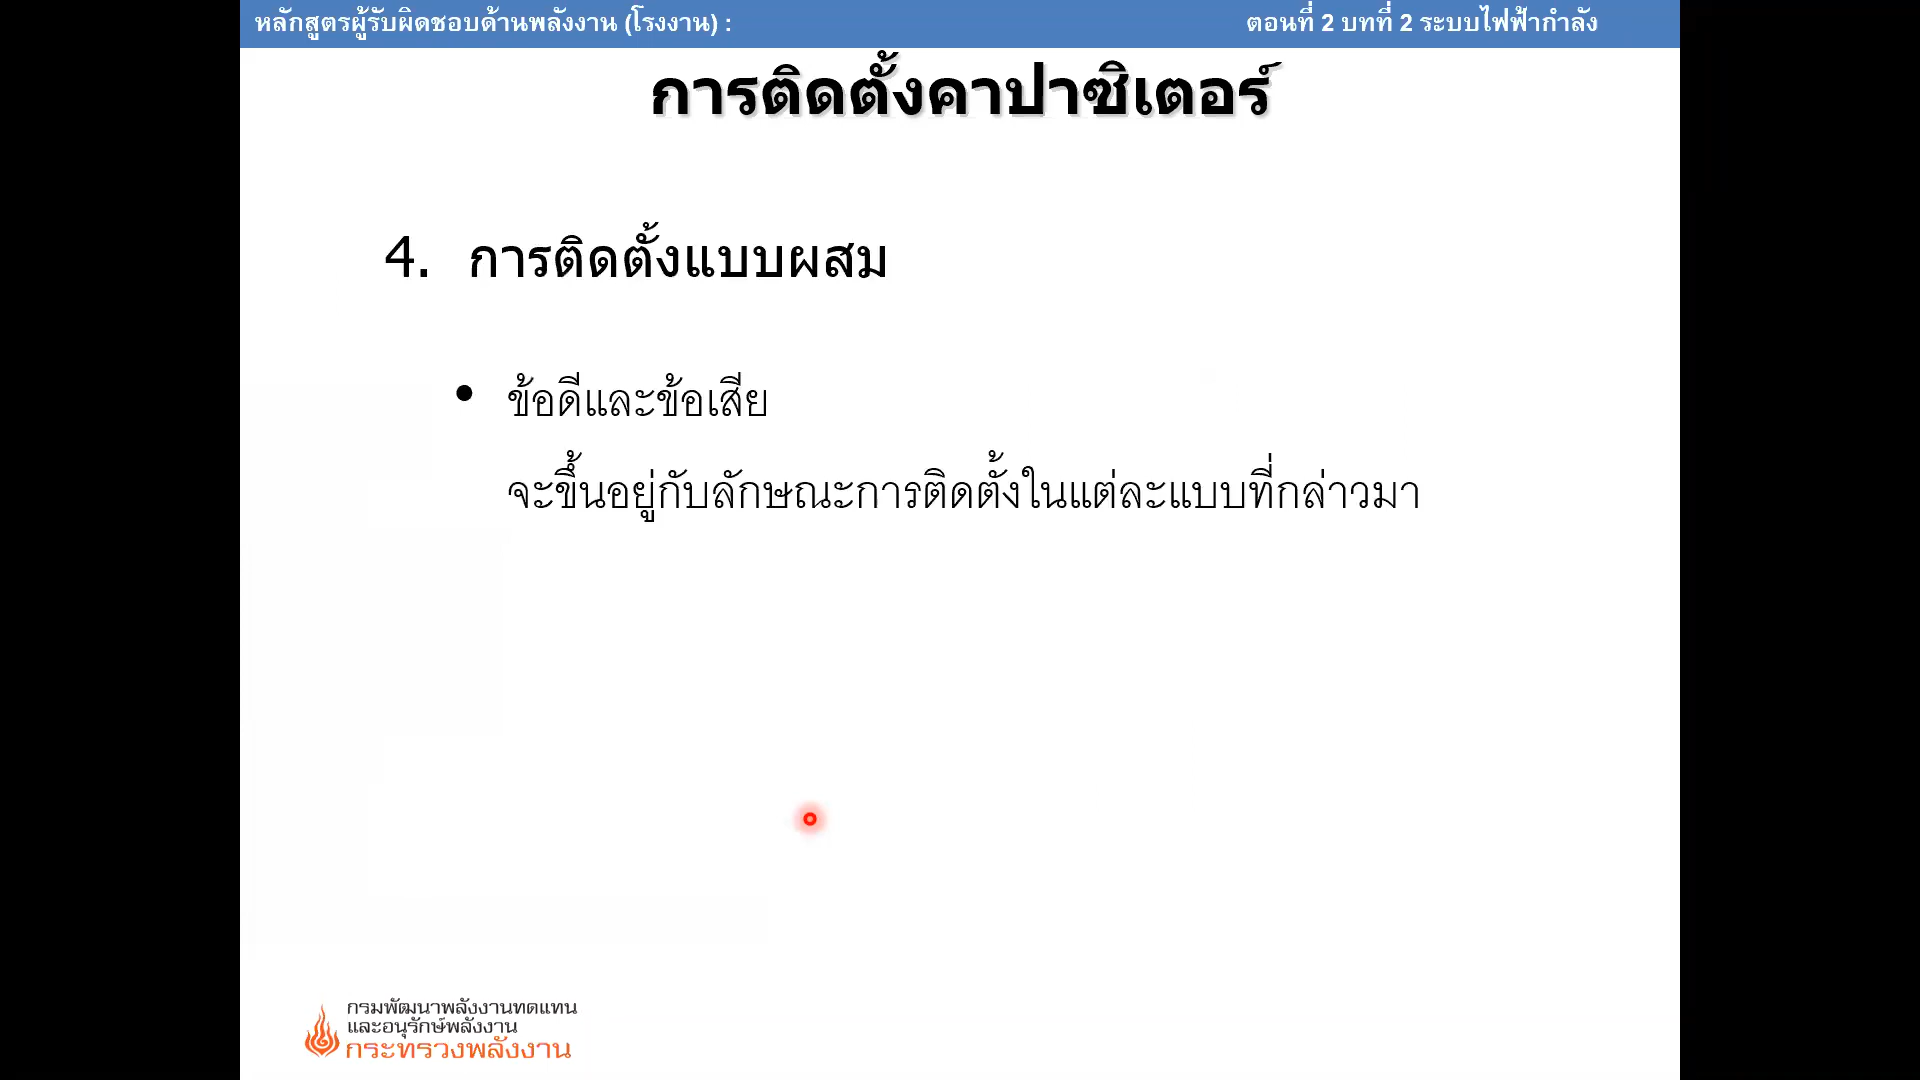 หลักสูตรผู้รับผิดชอบด้านพลังงาน (โรงงาน) : ตอนที่ 2 บทที่ 2 ระบบไฟฟ้ากำลัง
การติดตั้งคาปาซิเตอร์
4. การติดตั้งแบบผสม
• ข้อดีและข้อเสีย
จะขึ้นอยู่กับลักษณะการติดตั้งในแต่ละแบบที่กล่าวมา
กรมพัฒนาพลังงานทดแทน
และอนุรักษ์พลังงาน
กระทรวงพลังงาน